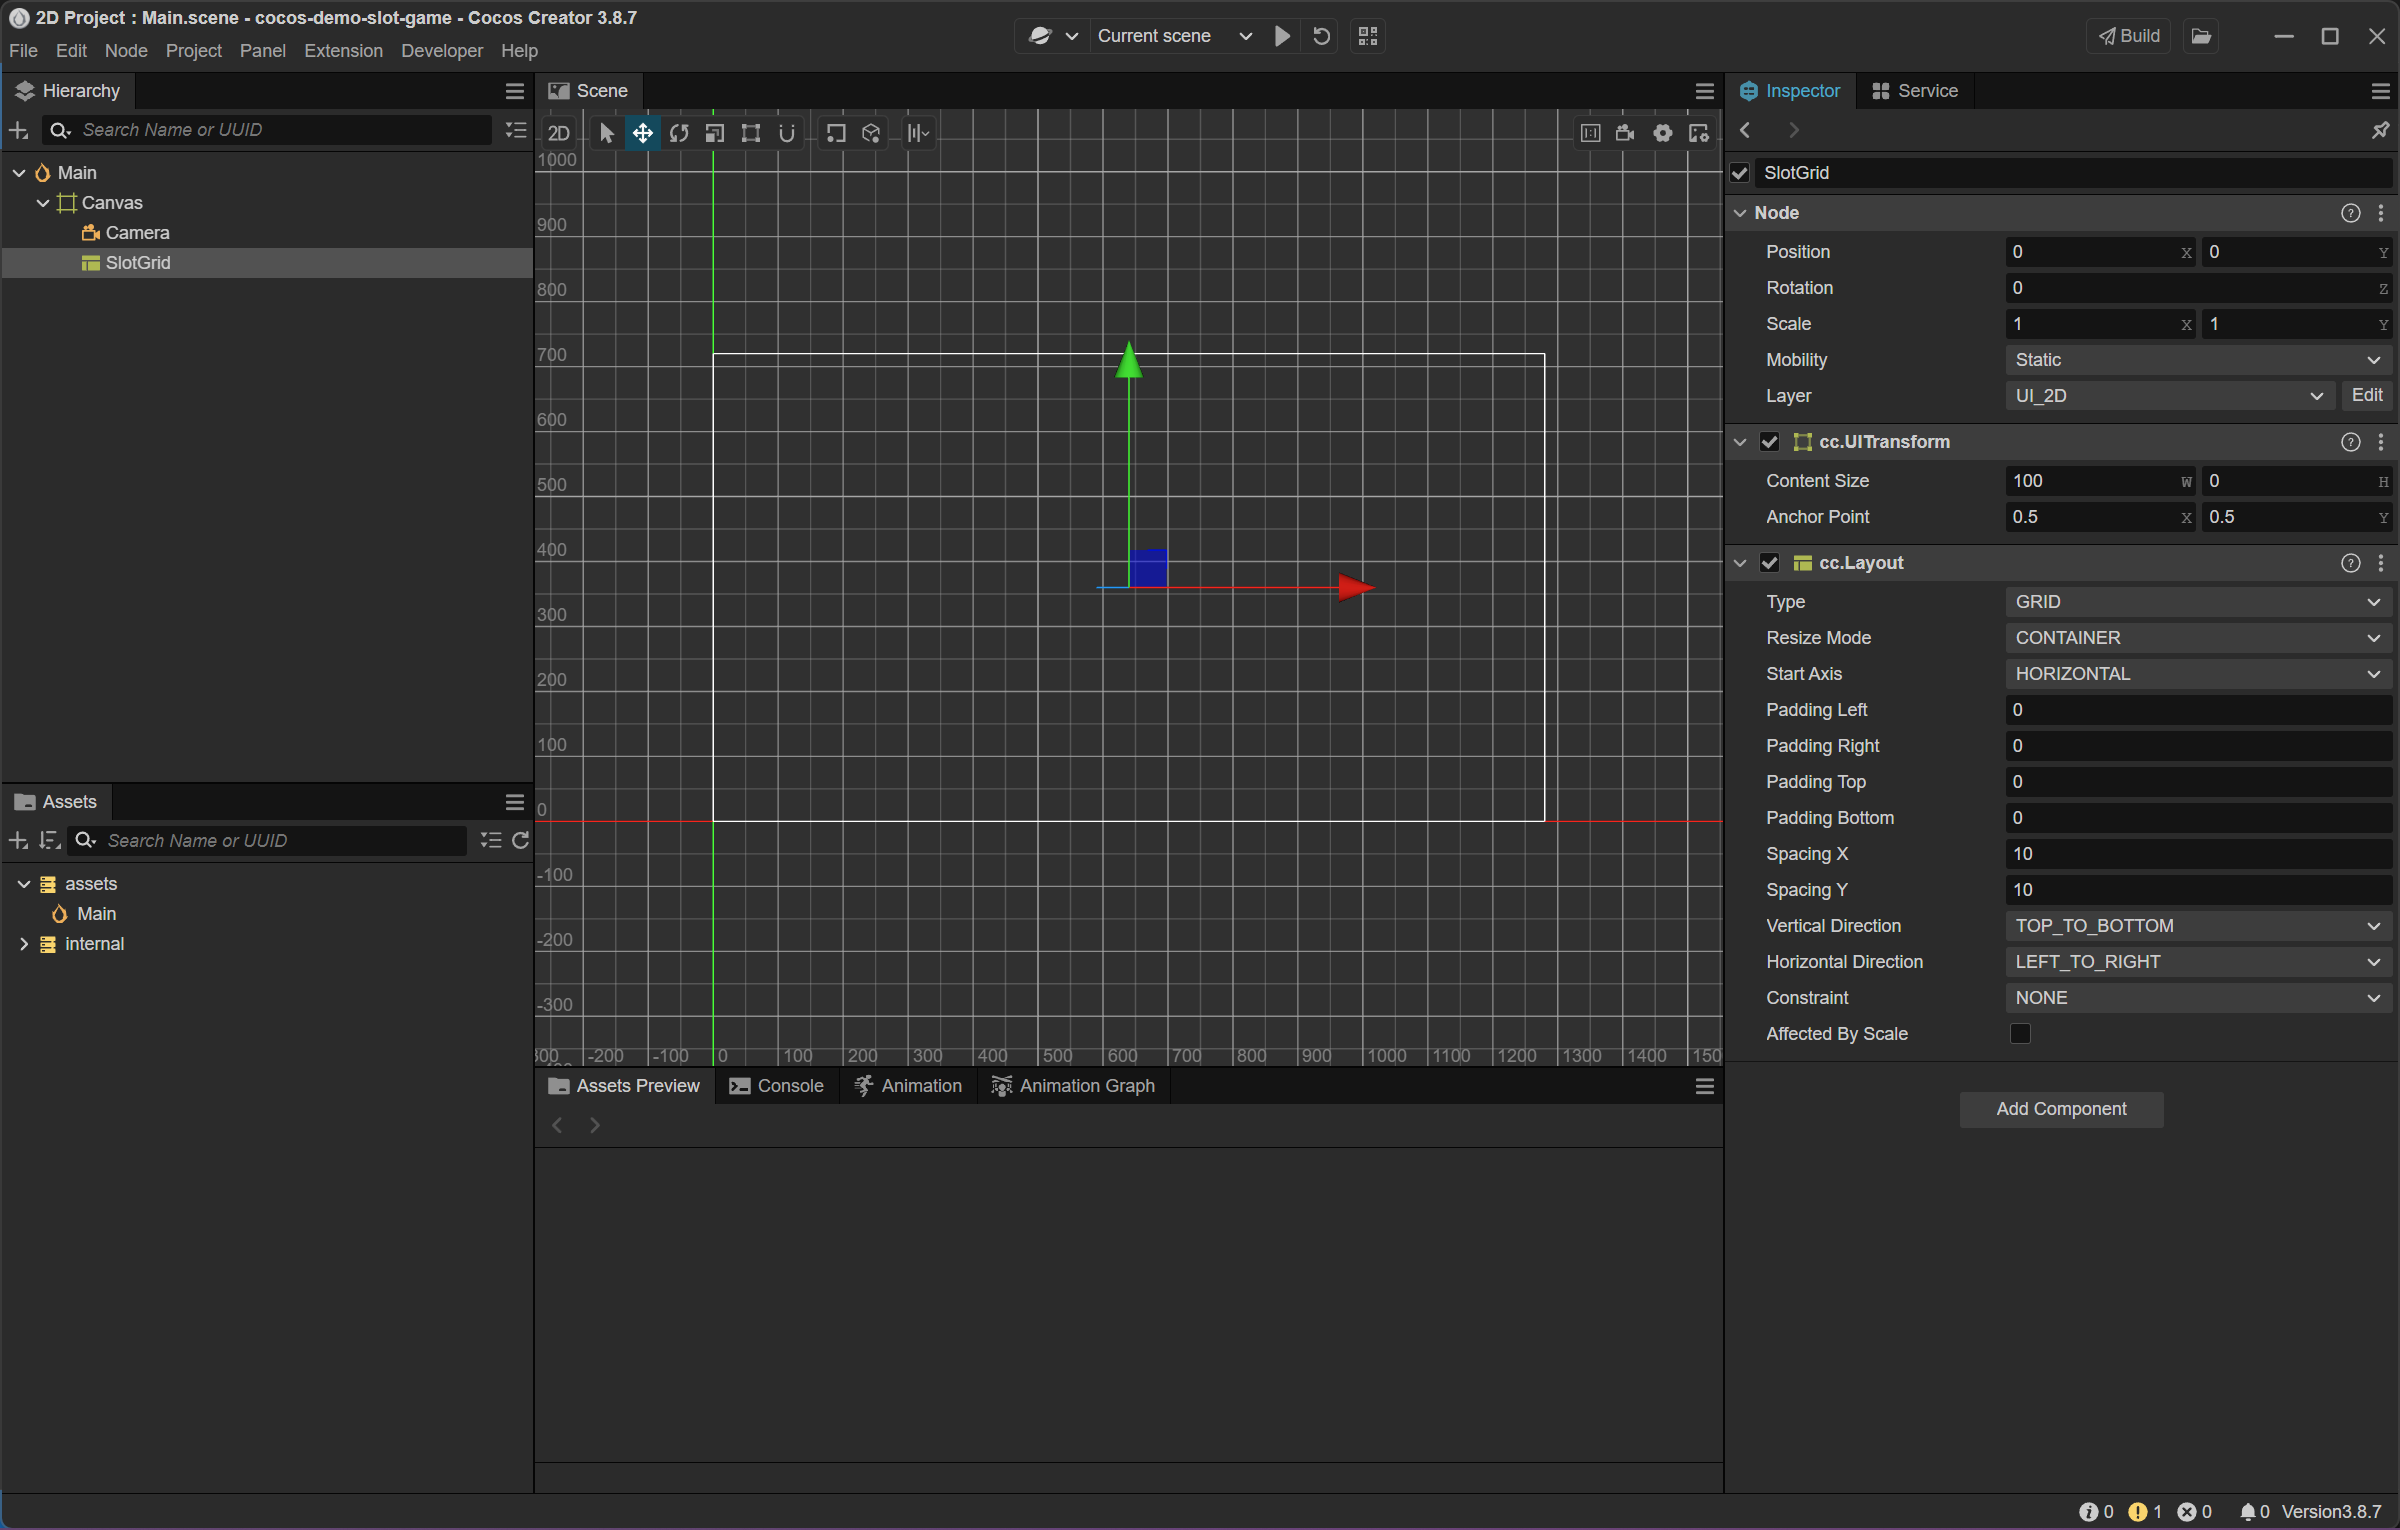 2D Project : Main.scene - cocos-demo-slot-game - Cocos Creator 3.8.7
File Edit Node Project Panel Extension Developer Help
Current scene
Build
Hierarchy
Search Name or UUID
Main
Canvas
Camera
SlotGrid
Assets
Search Name or UUID
assets
Main
internal
Scene
2D
1000
900
800
700
600
500
400
300
200
100
0
-100
-200
-300
-200 -100 0 100 200 300 400 500 600 700 800 900 1000 1100 1200 1300 1400
Assets Preview Console Animation Animation Graph
Inspector Service
SlotGrid
Node
Position 0 X 0 Y
Rotation 0 Z
Scale 1 X 1 Y
Mobility Static
Layer UI_2D Edit
cc.UITransform
Content Size 100 W 0 H
Anchor Point 0.5 X 0.5 Y
cc.Layout
Type GRID
Resize Mode CONTAINER
Start Axis HORIZONTAL
Padding Left 0
Padding Right 0
Padding Top 0
Padding Bottom 0
Spacing X 10
Spacing Y 10
Vertical Direction TOP_TO_BOTTOM
Horizontal Direction LEFT_TO_RIGHT
Constraint NONE
Affected By Scale
Add Component
0 1 0 0 Version3.8.7